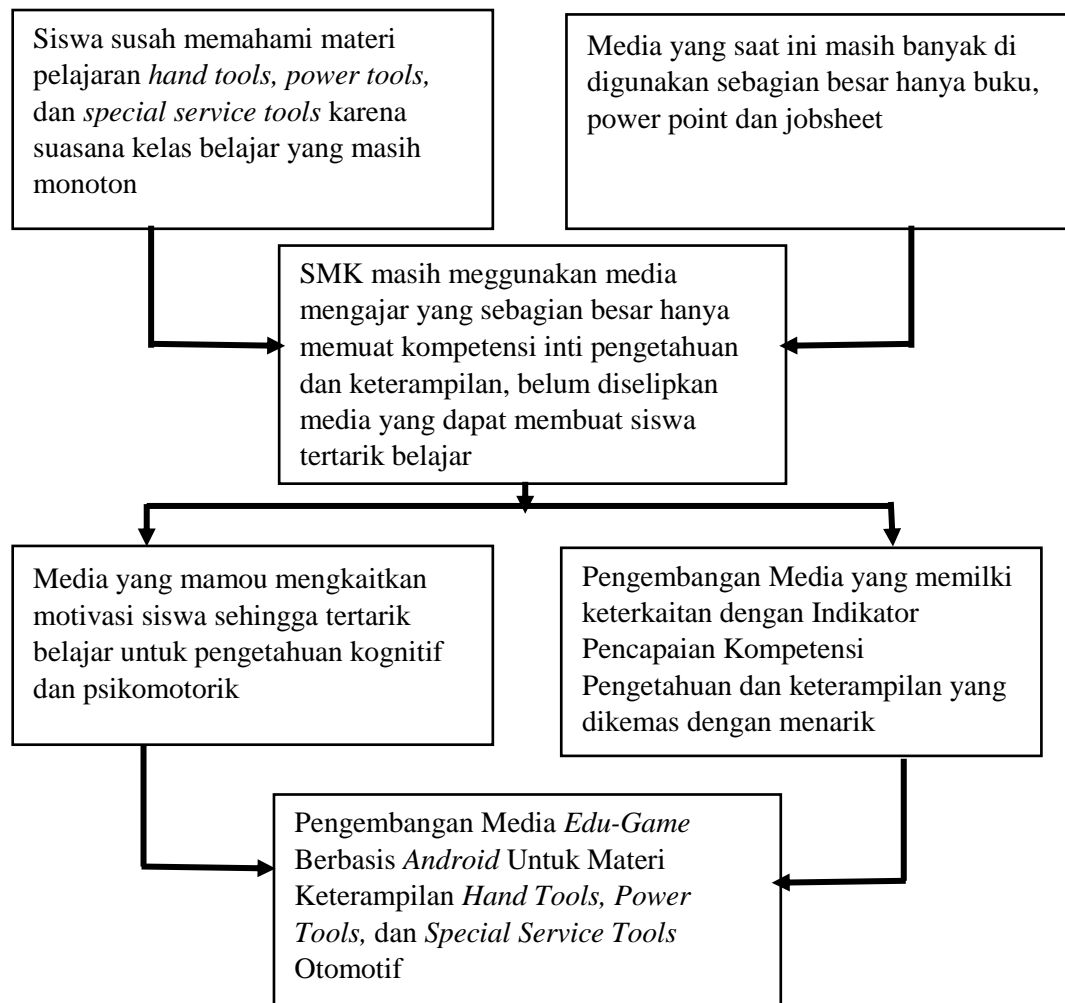 Siswa susah memahami materi
pelajaran hand tools, power tools,
dan special service tools karena
suasana kelas belajar yang masih
monoton
Media yang saat ini masih banyak di
digunakan sebagian besar hanya buku,
power point dan jobsheet
SMK masih meggunakan media
mengajar yang sebagian besar hanya
memuat kompetensi inti pengetahuan
dan keterampilan, belum diselipkan
media yang dapat membuat siswa
tertarik belajar
Media yang mamou mengkaitkan
motivasi siswa sehingga tertarik
belajar untuk pengetahuan kognitif
dan psikomotorik
Pengembangan Media yang memilki
keterkaitan dengan Indikator
Pencapaian Kompetensi
Pengetahuan dan keterampilan yang
dikemas dengan menarik
Pengembangan Media Edu-Game
Berbasis Android Untuk Materi
Keterampilan Hand Tools, Power
Tools, dan Special Service Tools
Otomotif